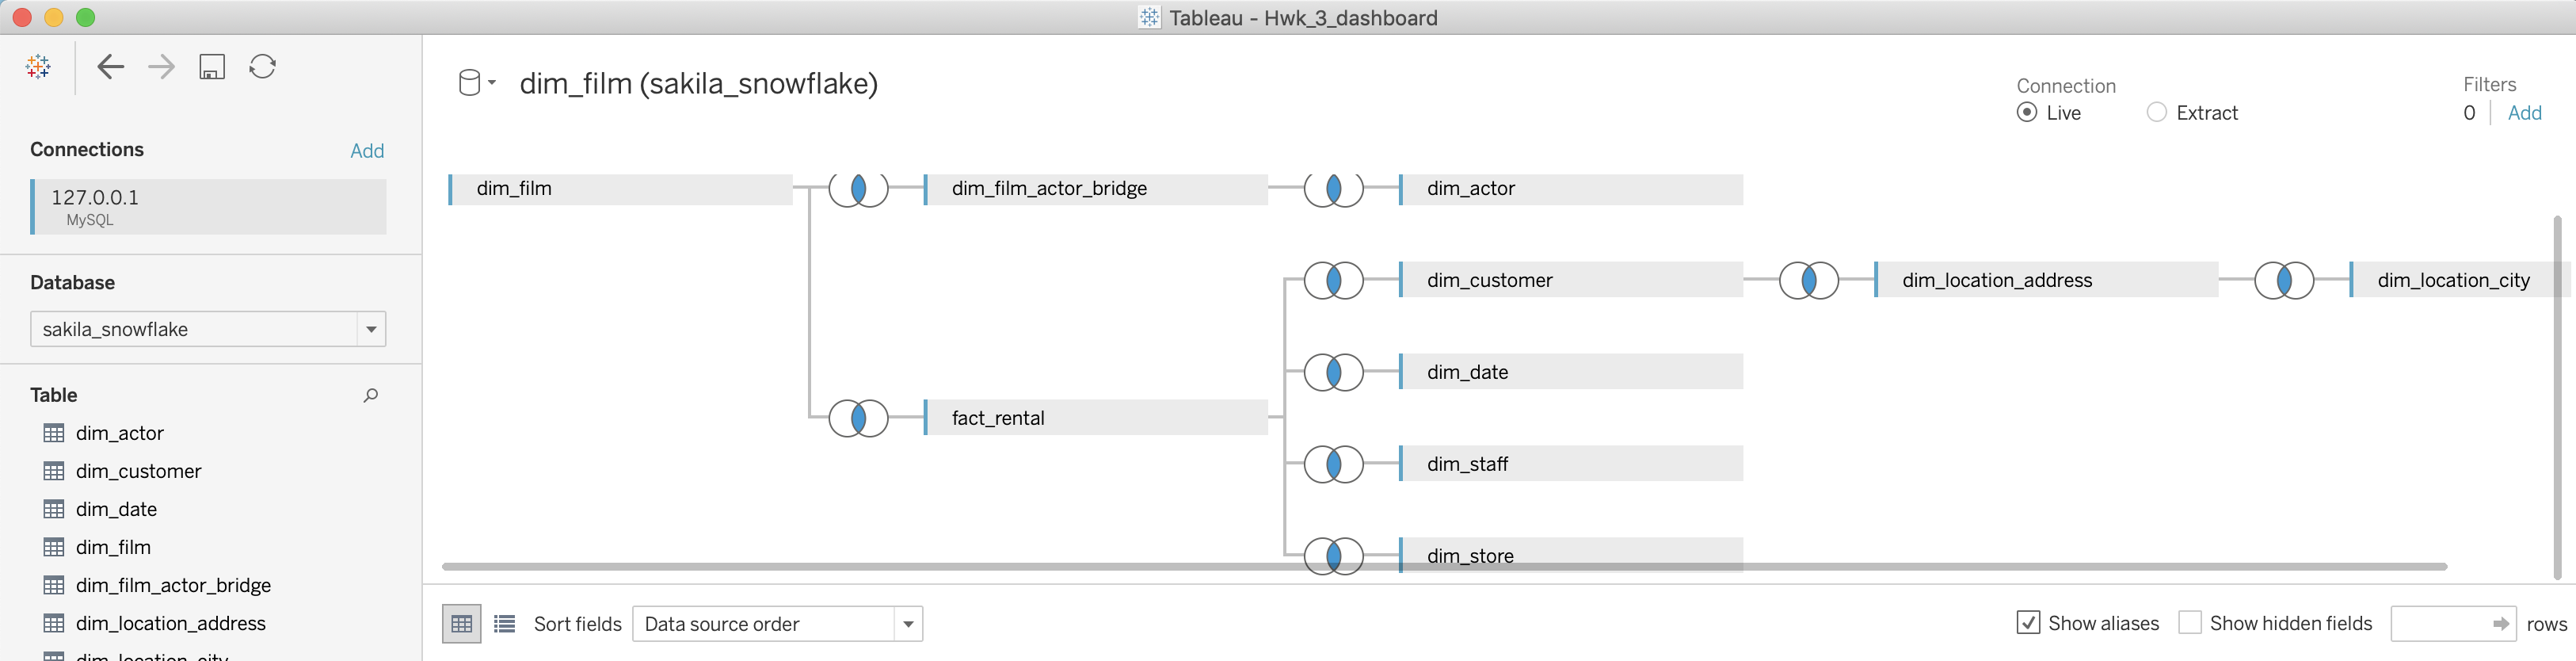 Tableau - Hwk_3_dashboard
Connections Add
127.0.0.1
MySQL
Database
sakila_snowflake
Table
dim_actor
dim_customer
dim_date
dim_film
dim_film_actor_bridge
dim_location_address
dim_location_city
dim_film (sakila_snowflake)
Connection
Live Extract
Filters
0 Add
dim_film dim_film_actor_bridge dim_actor
dim_customer dim_location_address dim_location_city
dim_date
fact_rental
dim_staff
dim_store
Sort fields Data source order Show aliases Show hidden fields rows